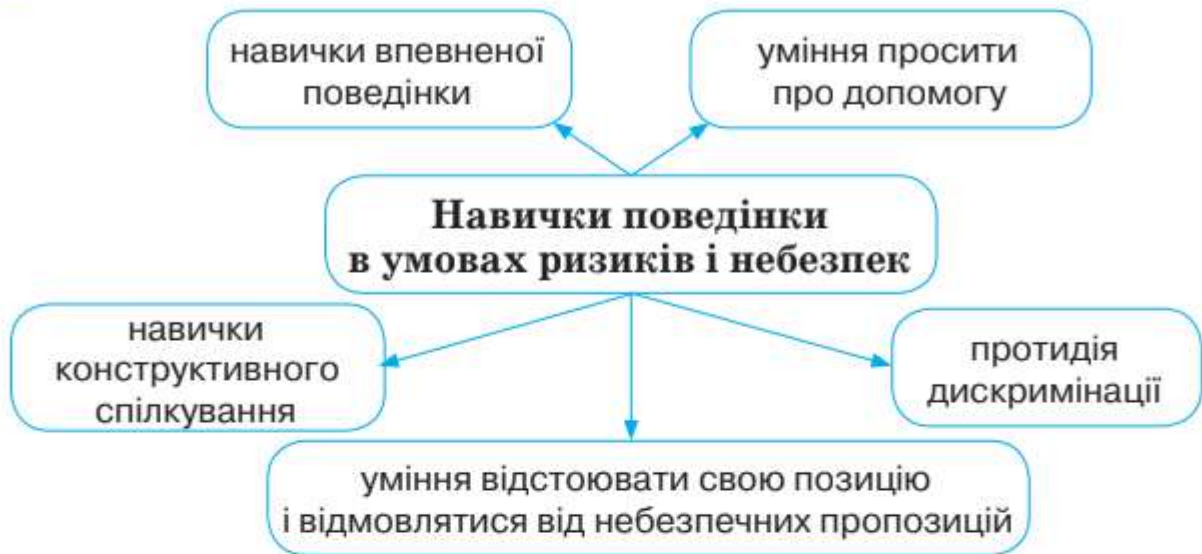 навички впевненої
поведінки
уміння просити
про допомогу
Навички поведінки
в умовах ризиків і небезпек
навички
конструктивного
спілкування
протидія
дискримінації
уміння відстоювати свою позицію
і відмовлятися від небезпечних пропозицій